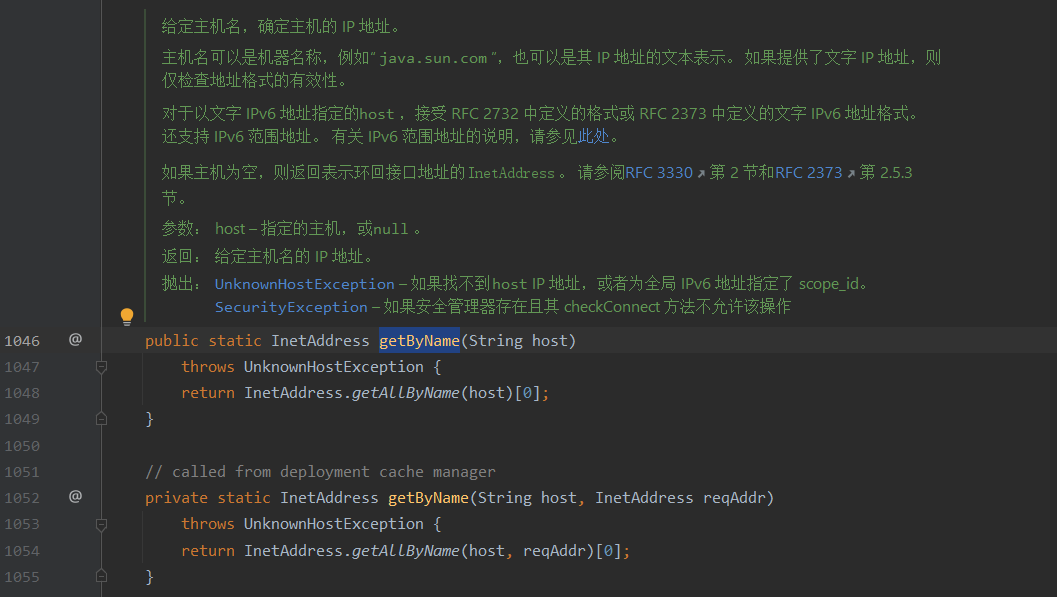 给定主机名，确定主机的 IP 地址。
主机名可以是机器名称，例如“ java.sun.com ”，也可以是其 IP 地址的文本表示。 如果提供了文字 IP 地址，则
仅检查地址格式的有效性。
对于以文字 IPv6 地址指定的host ，接受 RFC 2732 中定义的格式或 RFC 2373 中定义的文字 IPv6 地址格式。
还支持 IPv6 范围地址。 有关 IPv6 范围地址的说明，请参见此处。
如果主机为空，则返回表示环回接口地址的InetAddress 。 请参阅RFC 3330 第 2 节和RFC 2373 第 2.5.3
节。
参数： host – 指定的主机，或null 。
返回： 给定主机名的 IP 地址。
抛出： UnknownHostException – 如果找不到host IP 地址，或者为全局 IPv6 地址指定了 scope_id。
SecurityException – 如果安全管理器存在且其 checkConnect 方法不允许该操作
1046 @ public static InetAddress getByName(String host)
1047 throws UnknownHostException {
1048 return InetAddress.getAllByName(host)[0];
1049 }
1050
1051 // called from deployment cache manager
1052 @ private static InetAddress getByName(String host, InetAddress reqAddr)
1053 throws UnknownHostException {
1054 return InetAddress.getAllByName(host, reqAddr)[0];
1055 }